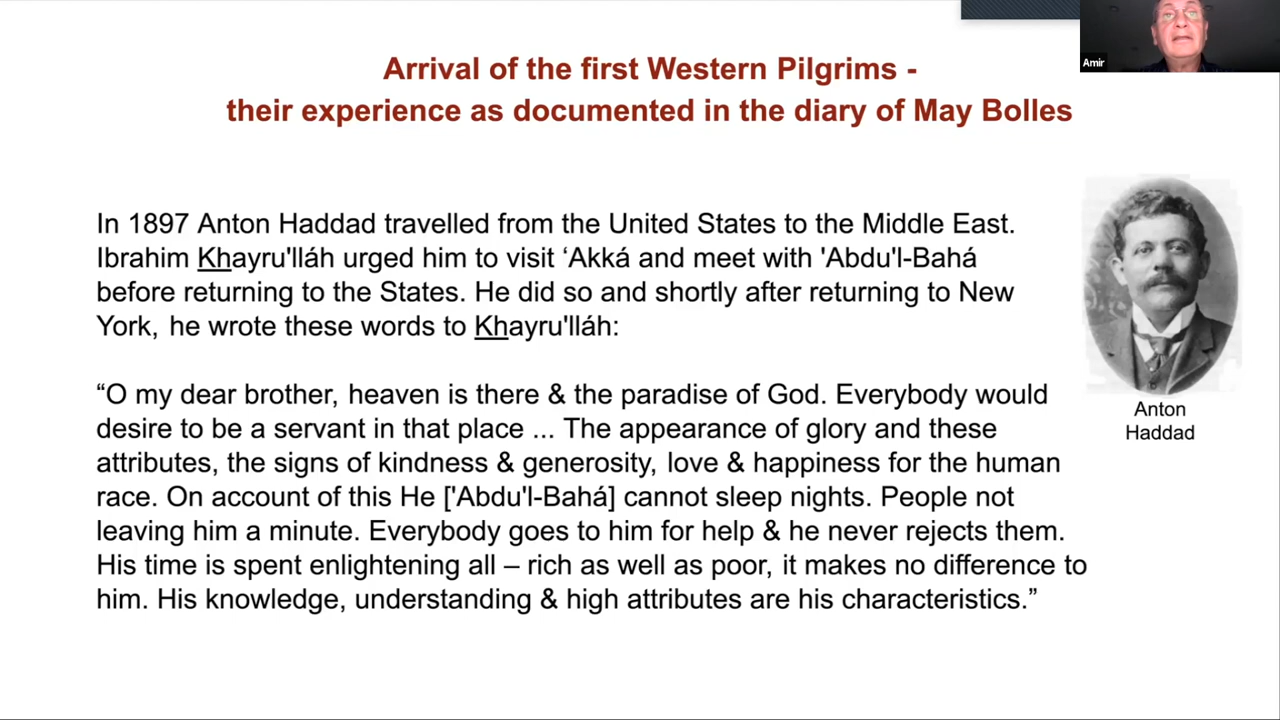 Amir
Arrival of the first Western Pilgrims -
their experience as documented in the diary of May Bolles
In 1897 Anton Haddad travelled from the United States to the Middle East.
Ibrahim Khayru'lláh urged him to visit ‘Akká and meet with 'Abdu'l-Bahá
before returning to the States. He did so and shortly after returning to New
York, he wrote these words to Khayru'lláh:
“O my dear brother, heaven is there & the paradise of God. Everybody would
desire to be a servant in that place ... The appearance of glory and these
attributes, the signs of kindness & generosity, love & happiness for the human
race. On account of this He ['Abdu'l-Bahá] cannot sleep nights. People not
leaving him a minute. Everybody goes to him for help & he never rejects them.
His time is spent enlightening all – rich as well as poor, it makes no difference to
him. His knowledge, understanding & high attributes are his characteristics.”
Anton
Haddad